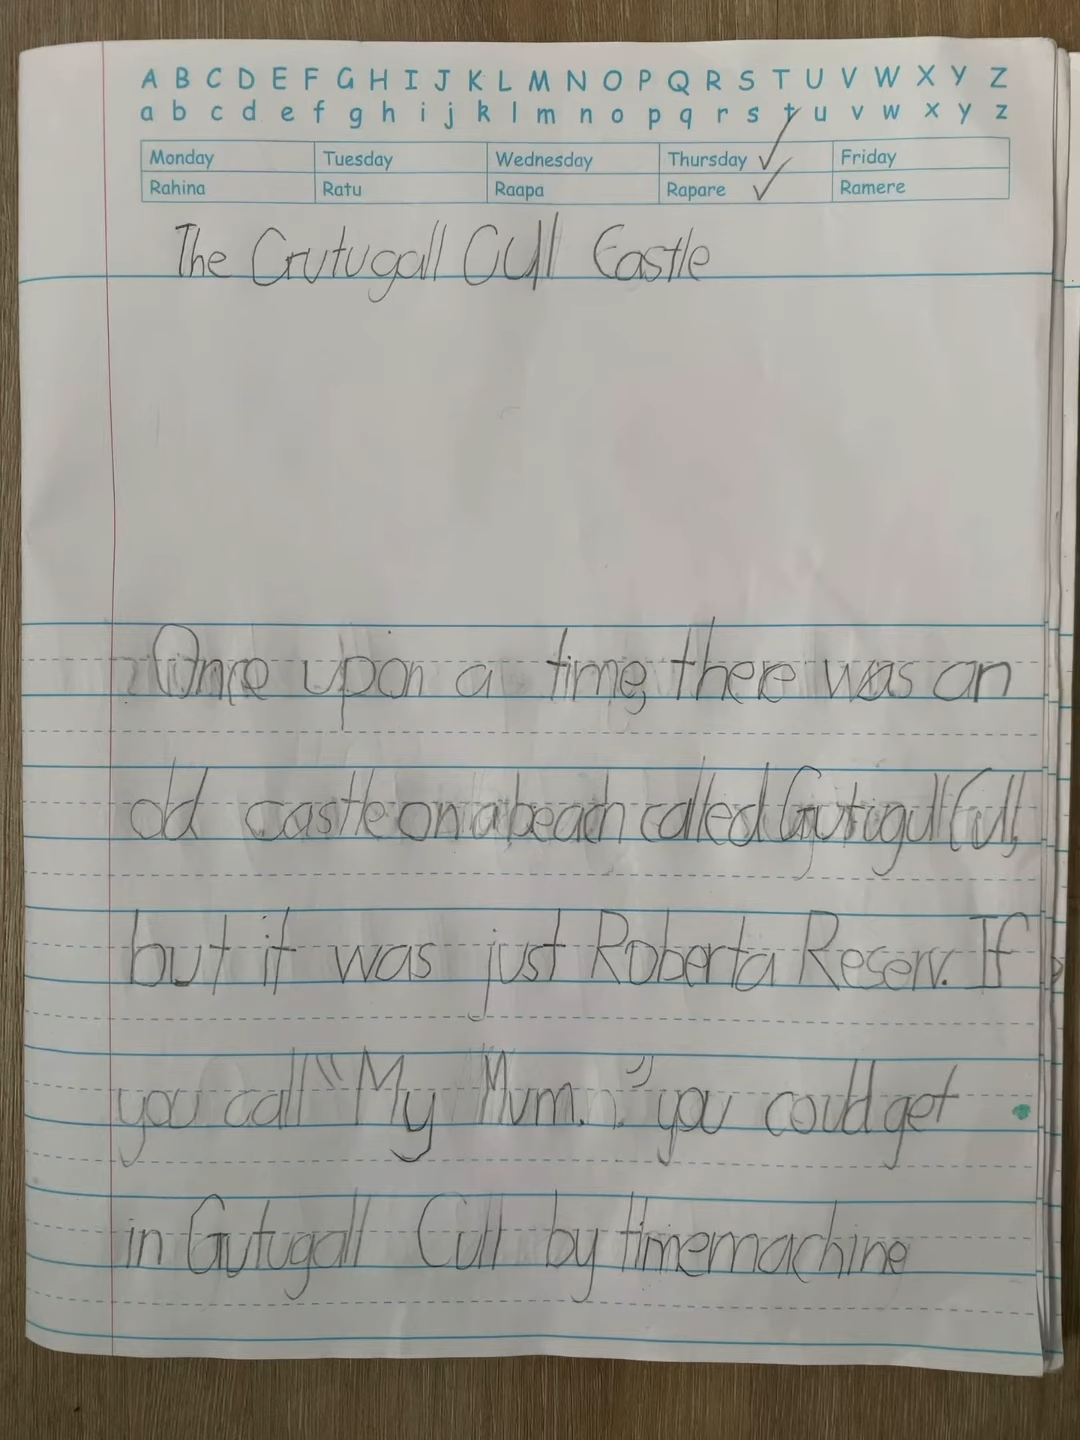 A B C D E F G H I J K L M N O P Q R S T U V W X Y Z
a b c d e f g h i j k l m n o p q r s t u v w x y z
Monday Tuesday Wednesday Thursday ✓ Friday
Rahina Ratu Raapa Rapare ✓ Ramere
The Grutugall Cull Castle
Once upon a time, there was an
old castle on a beach called Gutugull Cull,
but it was just Roberta Reserv. If
you call "My Mum." you could get
in Gutugall Cull by timemachine